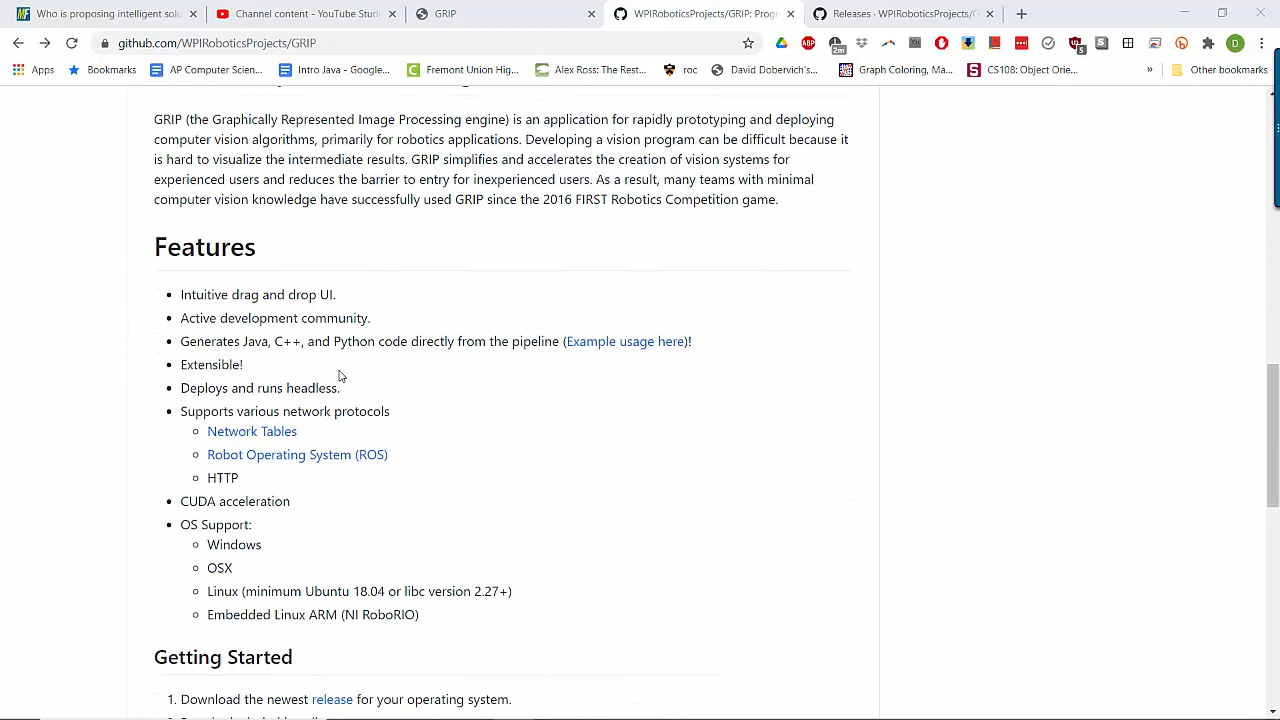 Who is proposing intelligent solu
Channel content - YouTube Studi
GRIP
WPIRoboticsProjects/GRIP: Progr
Releases · WPIRoboticsProjects/G
github.com/WPIRoboticsProjects/GRIP
Apps
Bookmarks
AP Computer Scien...
Intro Java - Google...
Fremont Union Hig...
Alex Ross: The Rest...
roc
David Dobervich's...
Graph Coloring, Ma...
CS108: Object Orie...
»
Other bookmarks
GRIP (the Graphically Represented Image Processing engine) is an application for rapidly prototyping and deploying
computer vision algorithms, primarily for robotics applications. Developing a vision program can be difficult because it
is hard to visualize the intermediate results. GRIP simplifies and accelerates the creation of vision systems for
experienced users and reduces the barrier to entry for inexperienced users. As a result, many teams with minimal
computer vision knowledge have successfully used GRIP since the 2016 FIRST Robotics Competition game.
Features
Intuitive drag and drop UI.
Active development community.
Generates Java, C++, and Python code directly from the pipeline (Example usage here)!
Extensible!
Deploys and runs headless.
Supports various network protocols
Network Tables
Robot Operating System (ROS)
HTTP
CUDA acceleration
OS Support:
Windows
OSX
Linux (minimum Ubuntu 18.04 or libc version 2.27+)
Embedded Linux ARM (NI RoboRIO)
Getting Started
1. Download the newest release for your operating system.